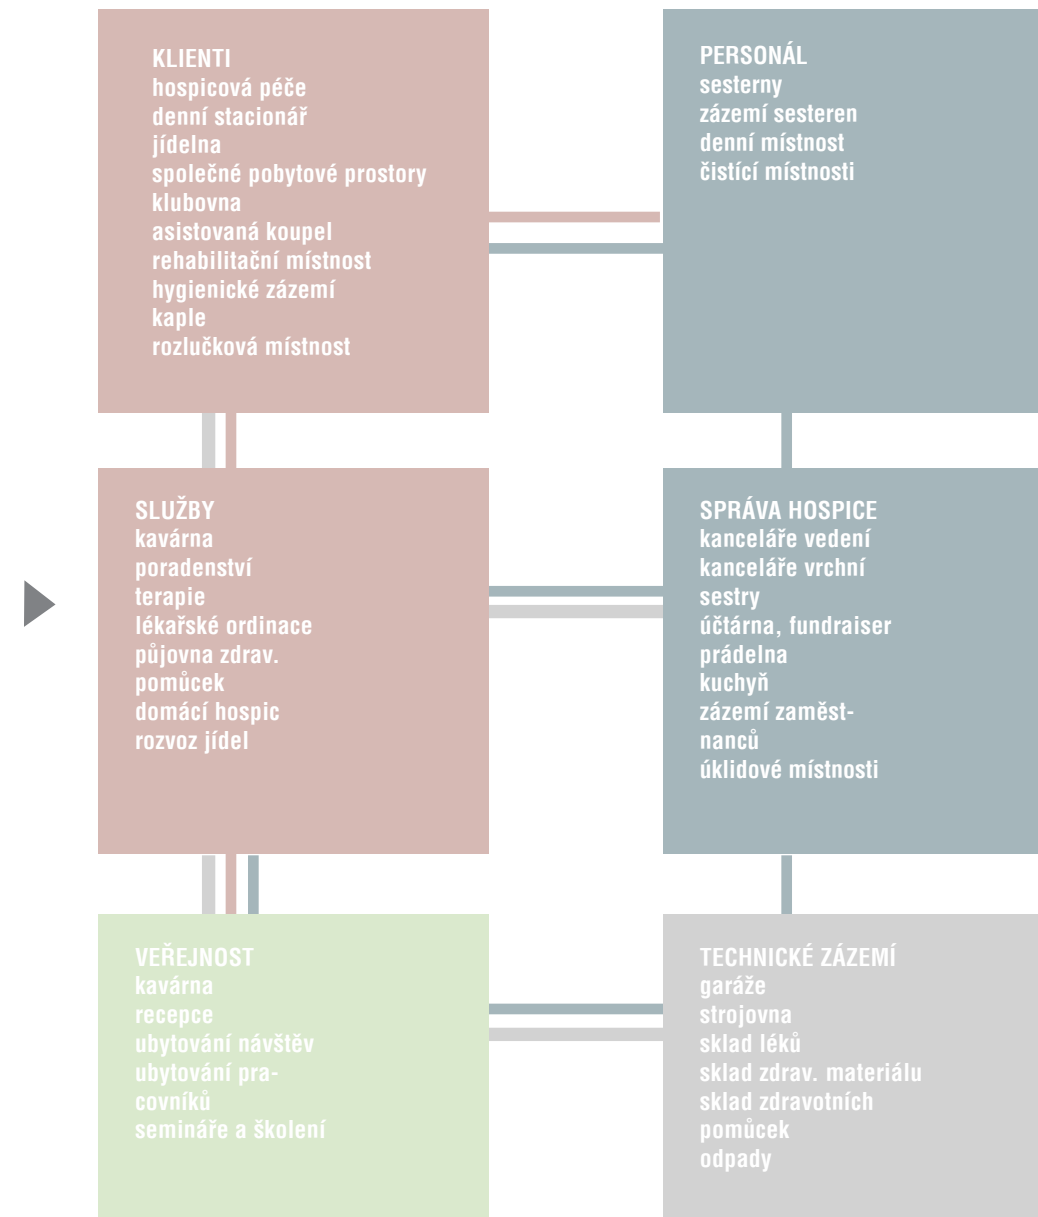 KLIENTI
hospicová péče
denní stacionář
jídelna
společné pobytové prostory
klubovna
asistovaná koupel
rehabilitační místnost
hygienické zázemí
kaple
rozlučková místnost
PERSONÁL
sesterny
zázemí sesteren
denní místnost
čistící místnosti
SLUŽBY
kavárna
poradenství
terapie
lékařské ordinace
půjovna zdrav.
pomůcek
domácí hospic
rozvoz jídel
SPRÁVA HOSPICE
kanceláře vedení
kanceláře vrchní
sestry
účtárna, fundraiser
prádelna
kuchyň
zázemí zaměst-
nanců
úklidové místnosti
VEŘEJNOST
kavárna
recepce
ubytování návštěv
ubytování pra-
covníků
semináře a školení
TECHNICKÉ ZÁZEMÍ
garáže
strojovna
sklad léků
sklad zdrav. materiálu
sklad zdravotních
pomůcek
odpady